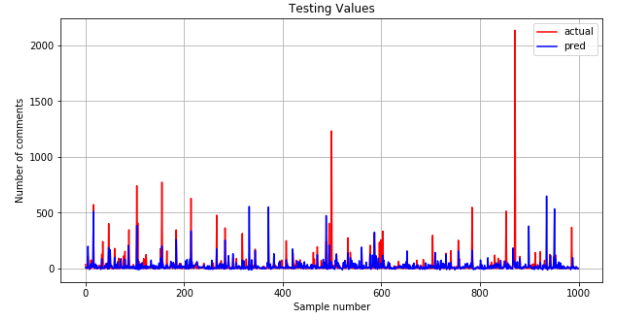 Testing Values
actual
pred
Number of comments
2000
1500
1000
500
0
0
200
400
600
800
1000
Sample number